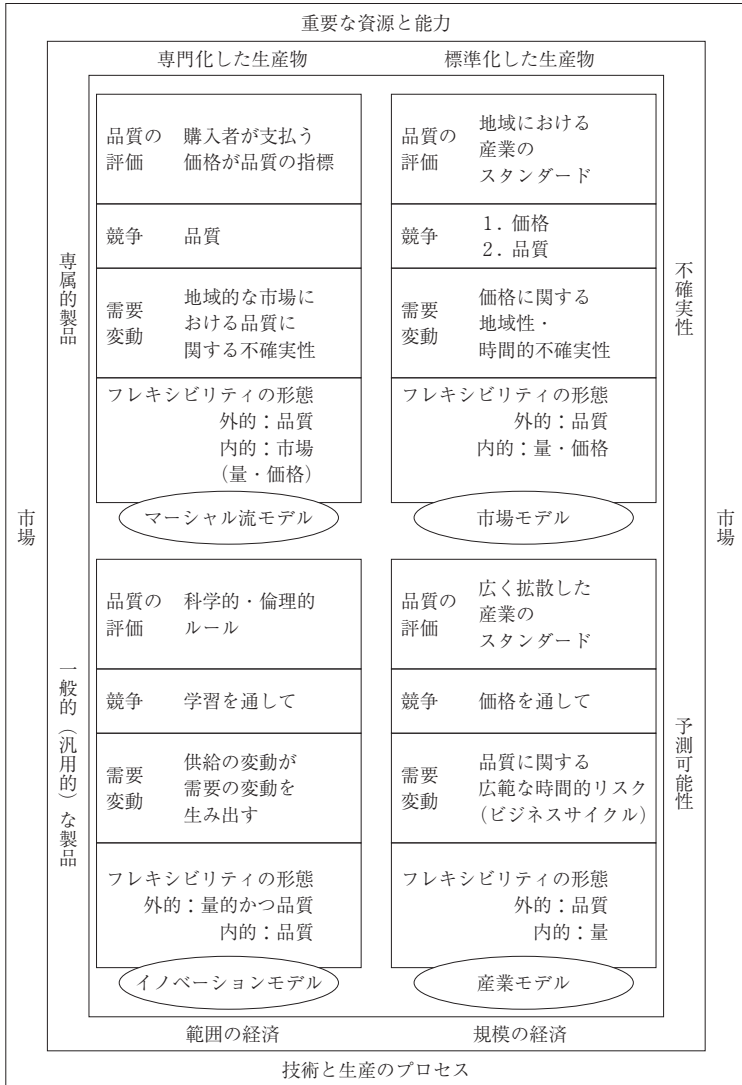 重要な資源と能力
専門化した生産物
標準化した生産物
品質の
評価
購入者が支払う
価格が品質の指標
競争
品質
需要
変動
地域的な市場に
おける品質に
関する不確実性
フレキシビリティの形態
外的：品質
内的：市場
（量・価格）
マーシャル流モデル
品質の
評価
地域における
産業の
スタンダード
競争
1．価格
2．品質
需要
変動
価格に関する
地域性・
時間的不確実性
フレキシビリティの形態
外的：品質
内的：量・価格
市場モデル
専属的製品
不確実性
市場
市場
品質の
評価
科学的・倫理的
ルール
競争
学習を通して
需要
変動
供給の変動が
需要の変動を
生み出す
フレキシビリティの形態
外的：量的かつ品質
内的：品質
イノベーションモデル
品質の
評価
広く拡散した
産業の
スタンダード
競争
価格を通して
需要
変動
品質に関する
広範な時間的リスク
（ビジネスサイクル）
フレキシビリティの形態
外的：品質
内的：量
産業モデル
一般的（汎用的）な製品
予測可能性
範囲の経済
規模の経済
技術と生産のプロセス